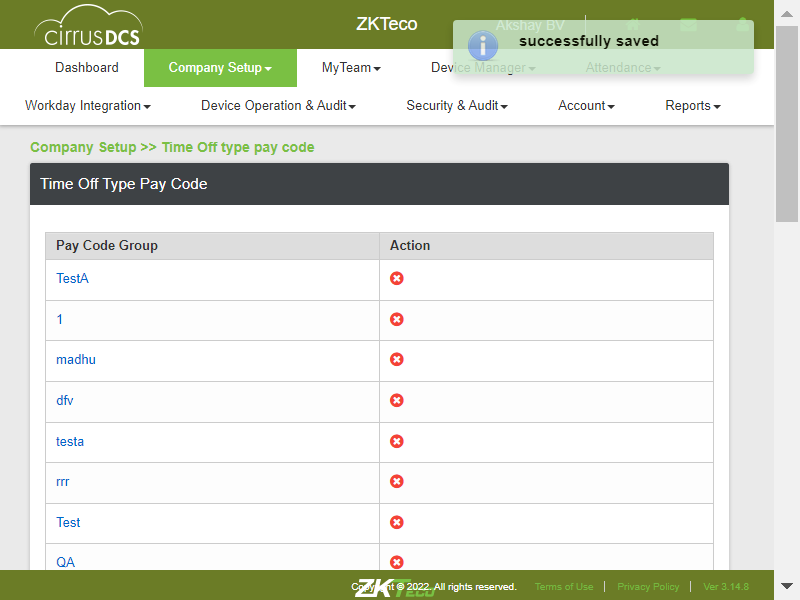 cirrusDCS
ZKTeco
Akshay BV
successfully saved
Dashboard
Company Setup
MyTeam
Device Manager
Attendance
Workday Integration
Device Operation & Audit
Security & Audit
Account
Reports
Company Setup >> Time Off type pay code
Time Off Type Pay Code
Pay Code Group
Action
TestA
1
madhu
dfv
testa
rrr
Test
QA
ZKTeco
Copyright © 2022. All rights reserved.
Terms of Use
Privacy Policy
Ver 3.14.8